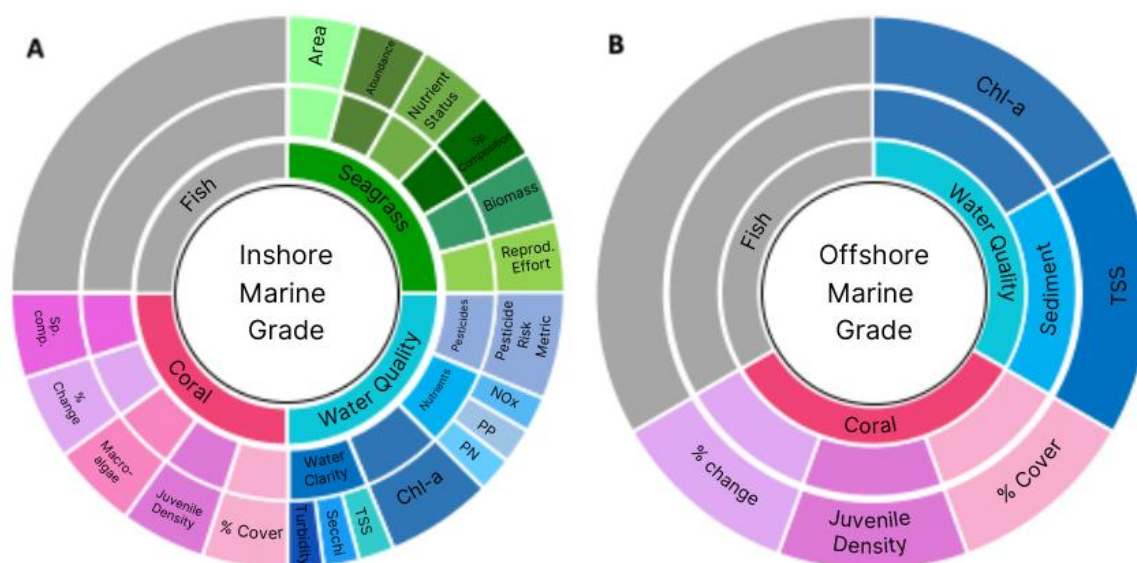 A
Area
Abundance
Nutrient
Status
Sp.
Composition
Biomass
Reprod.
Effort
Seagrass
Fish
Inshore
Marine
Grade
Coral
Water Quality
Sp.
comp.
%
Change
Macro-
algae
Juvenile
Density
% Cover
Pesticides
Pesticide
Risk
Metric
Nutrients
NOx
PP
PN
Chl-a
Water
Clarity
Turbidity
Secchi
TSS
B
Chl-a
TSS
Water Quality
Sediment
Fish
Offshore
Marine
Grade
Coral
% change
Juvenile
Density
% Cover